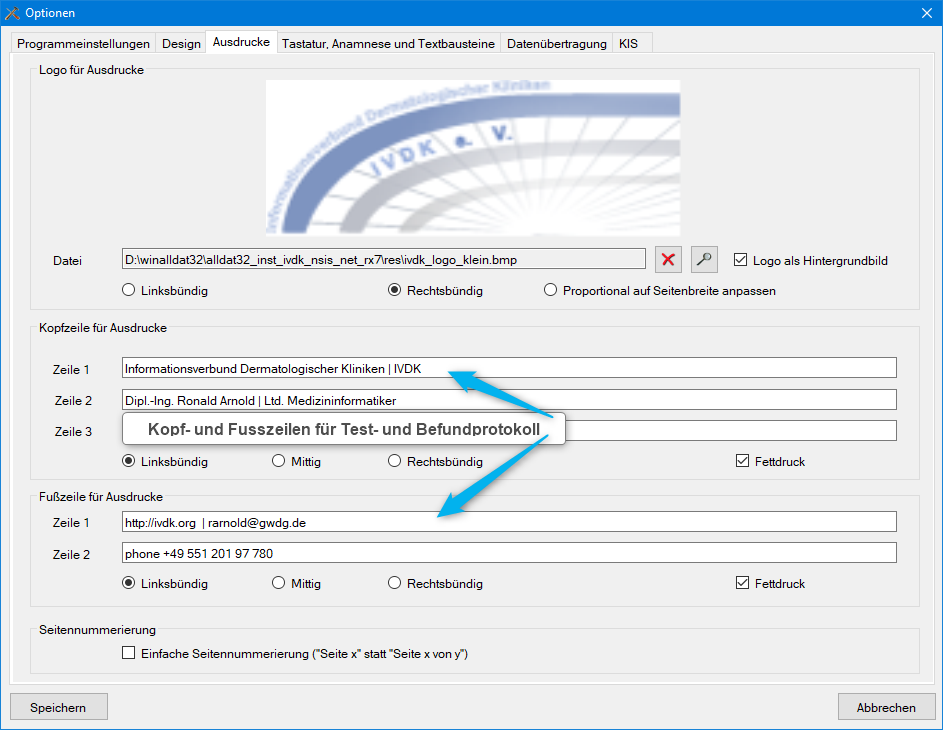 Optionen
Programmeinstellungen Design Ausdrucke Tastatur, Anamnese und Textbausteine Datenübertragung KIS
Logo für Ausdrucke
Informationsverbund Dermatologischer Kliniken
IVDK e. V.
Datei D:\winalldat32\alldat32_inst_ivdk_nsis_net_rx7\res\ivdk_logo_klein.bmp Logo als Hintergrundbild
Linksbündig Rechtsbündig Proportional auf Seitenbreite anpassen
Kopfzeile für Ausdrucke
Zeile 1 Informationsverbund Dermatologischer Kliniken | IVDK
Zeile 2 Dipl.-Ing. Ronald Arnold | Ltd. Medizininformatiker
Zeile 3 Kopf- und Fusszeilen für Test- und Befundprotokoll
Linksbündig Mittig Rechtsbündig Fettdruck
Fußzeile für Ausdrucke
Zeile 1 http://ivdk.org | rarnold@gwdg.de
Zeile 2 phone +49 551 201 97 780
Linksbündig Mittig Rechtsbündig Fettdruck
Seitennummerierung
Einfache Seitennummerierung ("Seite x" statt "Seite x von y")
Speichern Abbrechen